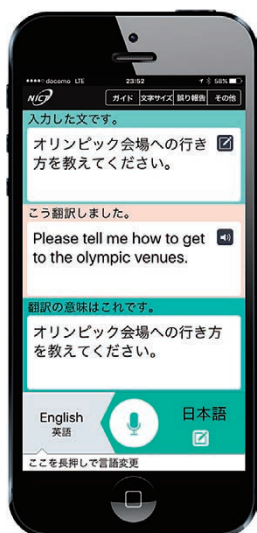 docomo LTE 23:52 58%
NICT ガイド 文字サイズ 誤り報告 その他
入力した文です。
オリンピック会場への行き
方を教えてください。
こう翻訳しました。
Please tell me how to get
to the olympic venues.
翻訳の意味はこれです。
オリンピック会場への行き方
を教えてください。
English 日本語
英語
ここを長押しで言語変更